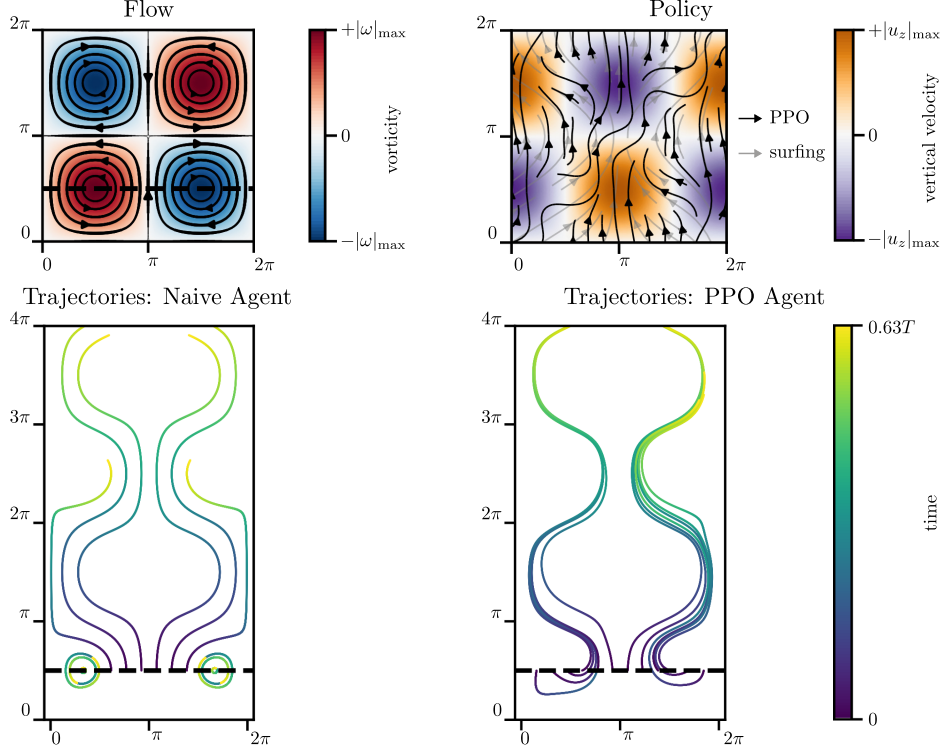 Flow
2π
π
0
0
π
2π
+|ω|max
0
−|ω|max
vorticity
Policy
2π
π
0
0
π
2π
PPO
surfing
+|u_z|max
0
−|u_z|max
vertical velocity
Trajectories: Naive Agent
4π
3π
2π
π
0
0
π
2π
Trajectories: PPO Agent
4π
3π
2π
π
0
0
π
2π
0.63T
0
time